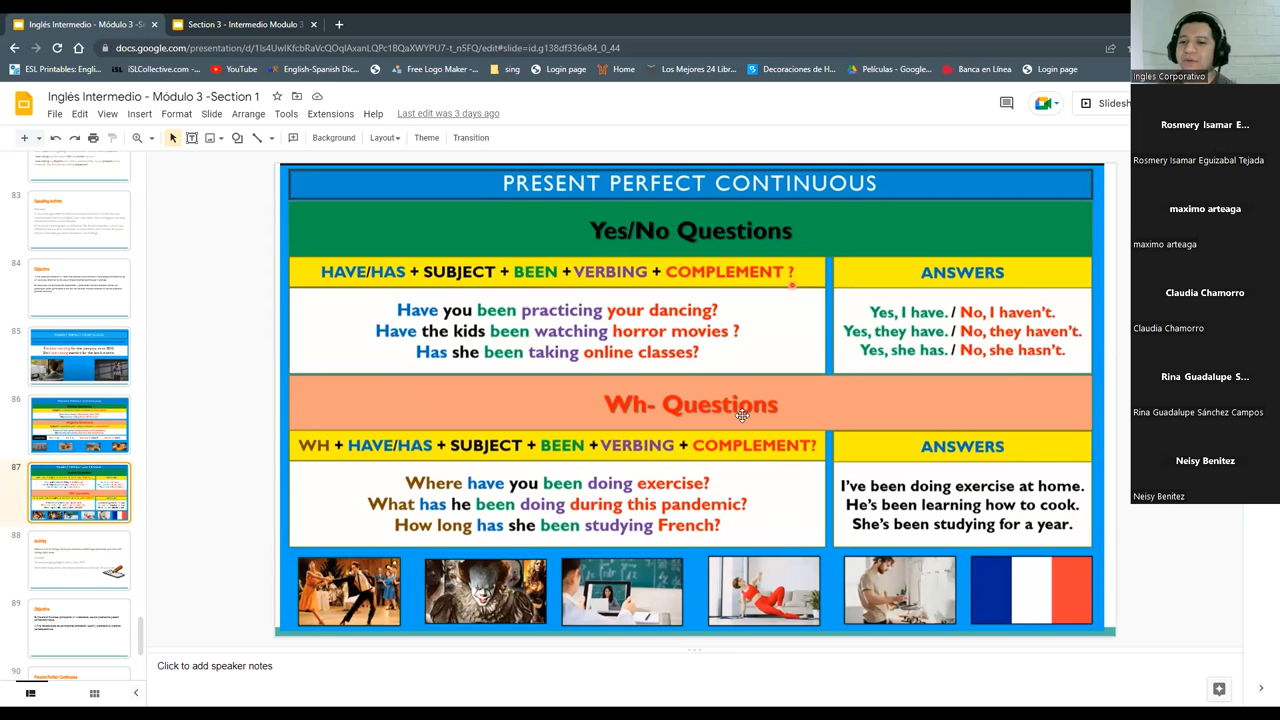 Inglés Intermedio - Módulo 3 -Se
Section 3 - Intermedio Modulo 3
docs.google.com/presentation/d/1Is4UwIKfcbRaVcQOqlAxanLQPc1BQaXWYPU7-t_n5FQ/edit#slide=id.g138df336e84_0_44
ESL Printables: Engli...
iSLCollective.com -...
YouTube
English-Spanish Dic...
Free Logo Maker -...
sing
Login page
Home
Los Mejores 24 Libr...
Decoraciones de H...
Películas - Google...
Banca en Línea
Login page
Ingles Corporativo
Inglés Intermedio - Módulo 3 -Section 1
File Edit View Insert Format Slide Arrange Tools Extensions Help
Last edit was 3 days ago
Slidesh
Background Layout Theme Transition
Rosmery Isamar E...
Rosmery Isamar Eguizabal Tejada
maximo arteaga
maximo arteaga
Claudia Chamorro
Claudia Chamorro
Rina Guadalupe S...
Rina Guadalupe Sánchez Campos
Neisy Benitez
Neisy Benitez
83
84
85
86
87
88
89
90
PRESENT PERFECT CONTINUOUS
Yes/No Questions
HAVE/HAS + SUBJECT + BEEN +VERBING + COMPLEMENT ?
ANSWERS
Have you been practicing your dancing?
Have the kids been watching horror movies ?
Has she been taking online classes?
Yes, I have. / No, I haven't.
Yes, they have. / No, they haven't.
Yes, she has. / No, she hasn't.
Wh- Questions
WH + HAVE/HAS + SUBJECT + BEEN +VERBING + COMPLEMENT?
ANSWERS
Where have you been doing exercise?
What has he been doing during this pandemic?
How long has she been studying French?
I've been doing exercise at home.
He's been learning how to cook.
She's been studying for a year.
Click to add speaker notes